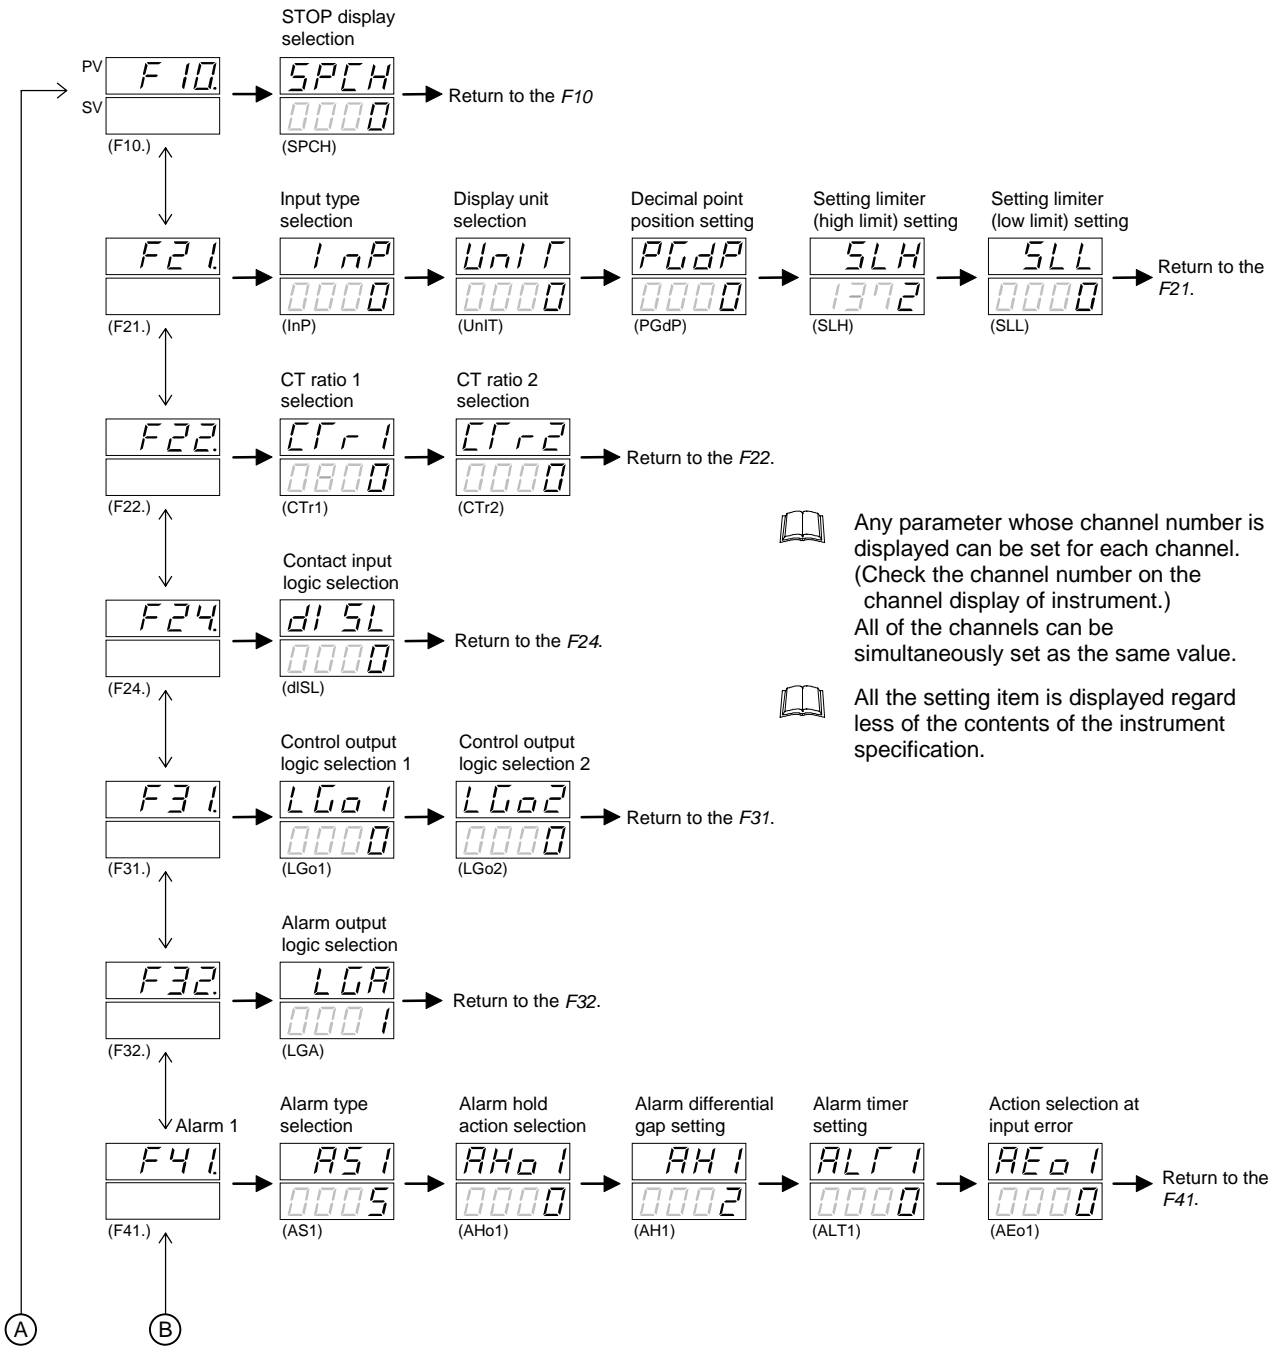 STOP display
selection
PV
F 10.
SPCH
SV
0000
Return to the F10
(F10.)
(SPCH)
Input type
selection
Display unit
selection
Decimal point
position setting
Setting limiter
(high limit) setting
Setting limiter
(low limit) setting
F21.
InP
UnIT
PGdP
SLH
SLL
0000
0000
0000
1372
0000
Return to the
F21.
(F21.)
(InP)
(UnIT)
(PGdP)
(SLH)
(SLL)
CT ratio 1
selection
CT ratio 2
selection
F22.
CTr1
CTr2
0800
0000
Return to the F22.
(F22.)
(CTr1)
(CTr2)
Any parameter whose channel number is
displayed can be set for each channel.
(Check the channel number on the
channel display of instrument.)
All of the channels can be
simultaneously set as the same value.
Contact input
logic selection
F24.
dISL
0000
Return to the F24.
(F24.)
(dISL)
All the setting item is displayed regard
less of the contents of the instrument
specification.
Control output
logic selection 1
Control output
logic selection 2
F31.
LGo1
LGo2
0000
0000
Return to the F31.
(F31.)
(LGo1)
(LGo2)
Alarm output
logic selection
F32.
LGA
0001
Return to the F32.
(F32.)
(LGA)
Alarm 1
Alarm type
selection
Alarm hold
action selection
Alarm differential
gap setting
Alarm timer
setting
Action selection at
input error
F41.
AS1
AHo1
AH1
ALT1
AEo1
0005
0000
0002
0000
0000
Return to the
F41.
(F41.)
(AS1)
(AHo1)
(AH1)
(ALT1)
(AEo1)
A
B